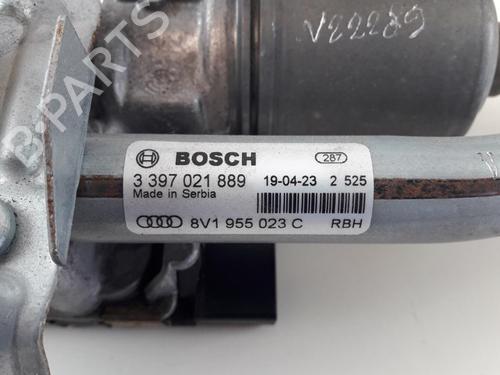 N22289
BOSCH 287
3 397 021 889 19-04-23 2 525
Made in Serbia
8V1 955 023 C RBH
B-PARTS